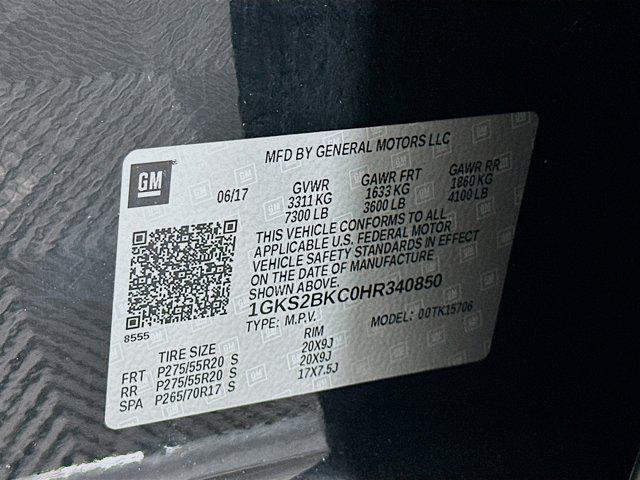 MFD BY GENERAL MOTORS LLC
GM
06/17
GVWR GAWR FRT GAWR RR
3311 KG 1633 KG 1860 KG
7300 LB 3600 LB 4100 LB
THIS VEHICLE CONFORMS TO ALL
APPLICABLE U.S. FEDERAL MOTOR
VEHICLE SAFETY STANDARDS IN EFFECT
ON THE DATE OF MANUFACTURE
SHOWN ABOVE.
1GKS2BKC0HR340850
8555
TYPE: M.P.V. MODEL: 00TK15706
TIRE SIZE RIM
FRT P275/55R20 S 20X9J
RR P275/55R20 S 20X9J
SPA P265/70R17 S 17X7.5J